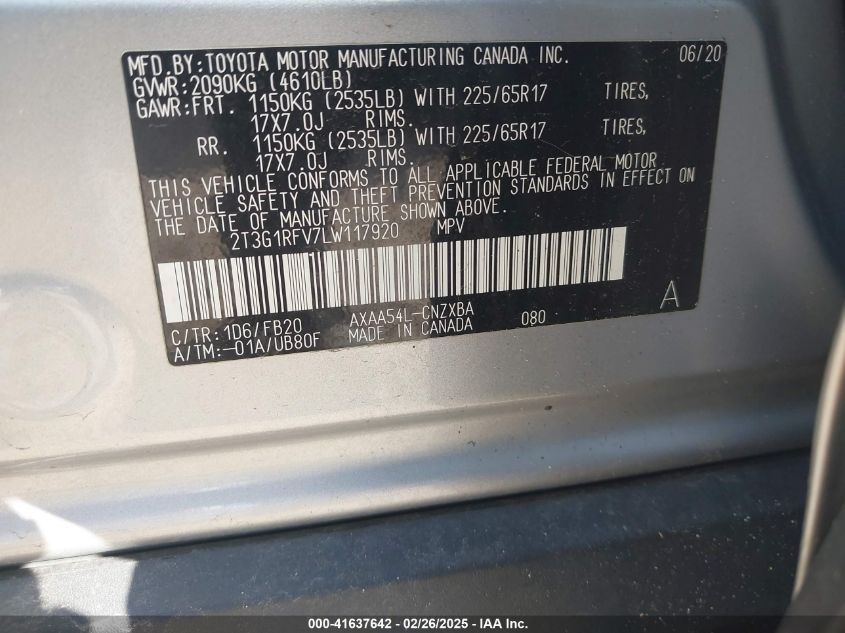 MFD.BY:TOYOTA MOTOR MANUFACTURING CANADA INC. 06/20
GVWR:2090KG (4610LB)
GAWR:FRT. 1150KG (2535LB) WITH 225/65R17 TIRES,
17X7.0J RIMS.
RR. 1150KG (2535LB) WITH 225/65R17 TIRES,
17X7.0J RIMS.
THIS VEHICLE CONFORMS TO ALL APPLICABLE FEDERAL MOTOR
VEHICLE SAFETY AND THEFT PREVENTION STANDARDS IN EFFECT ON
THE DATE OF MANUFACTURE SHOWN ABOVE.
2T3G1RFV7LW117920 MPV
A
C/TR:1D6/FB20 AXAA54L-CNZXBA 080
A/TM:-01A/UB80F MADE IN CANADA
000-41637642 - 02/26/2025 - IAA Inc.